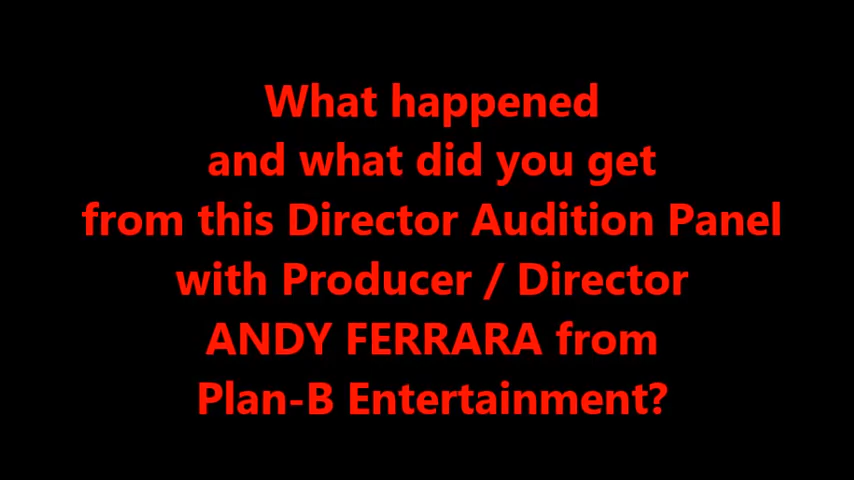 What happened
and what did you get
from this Director Audition Panel
with Producer / Director
ANDY FERRARA from
Plan-B Entertainment?